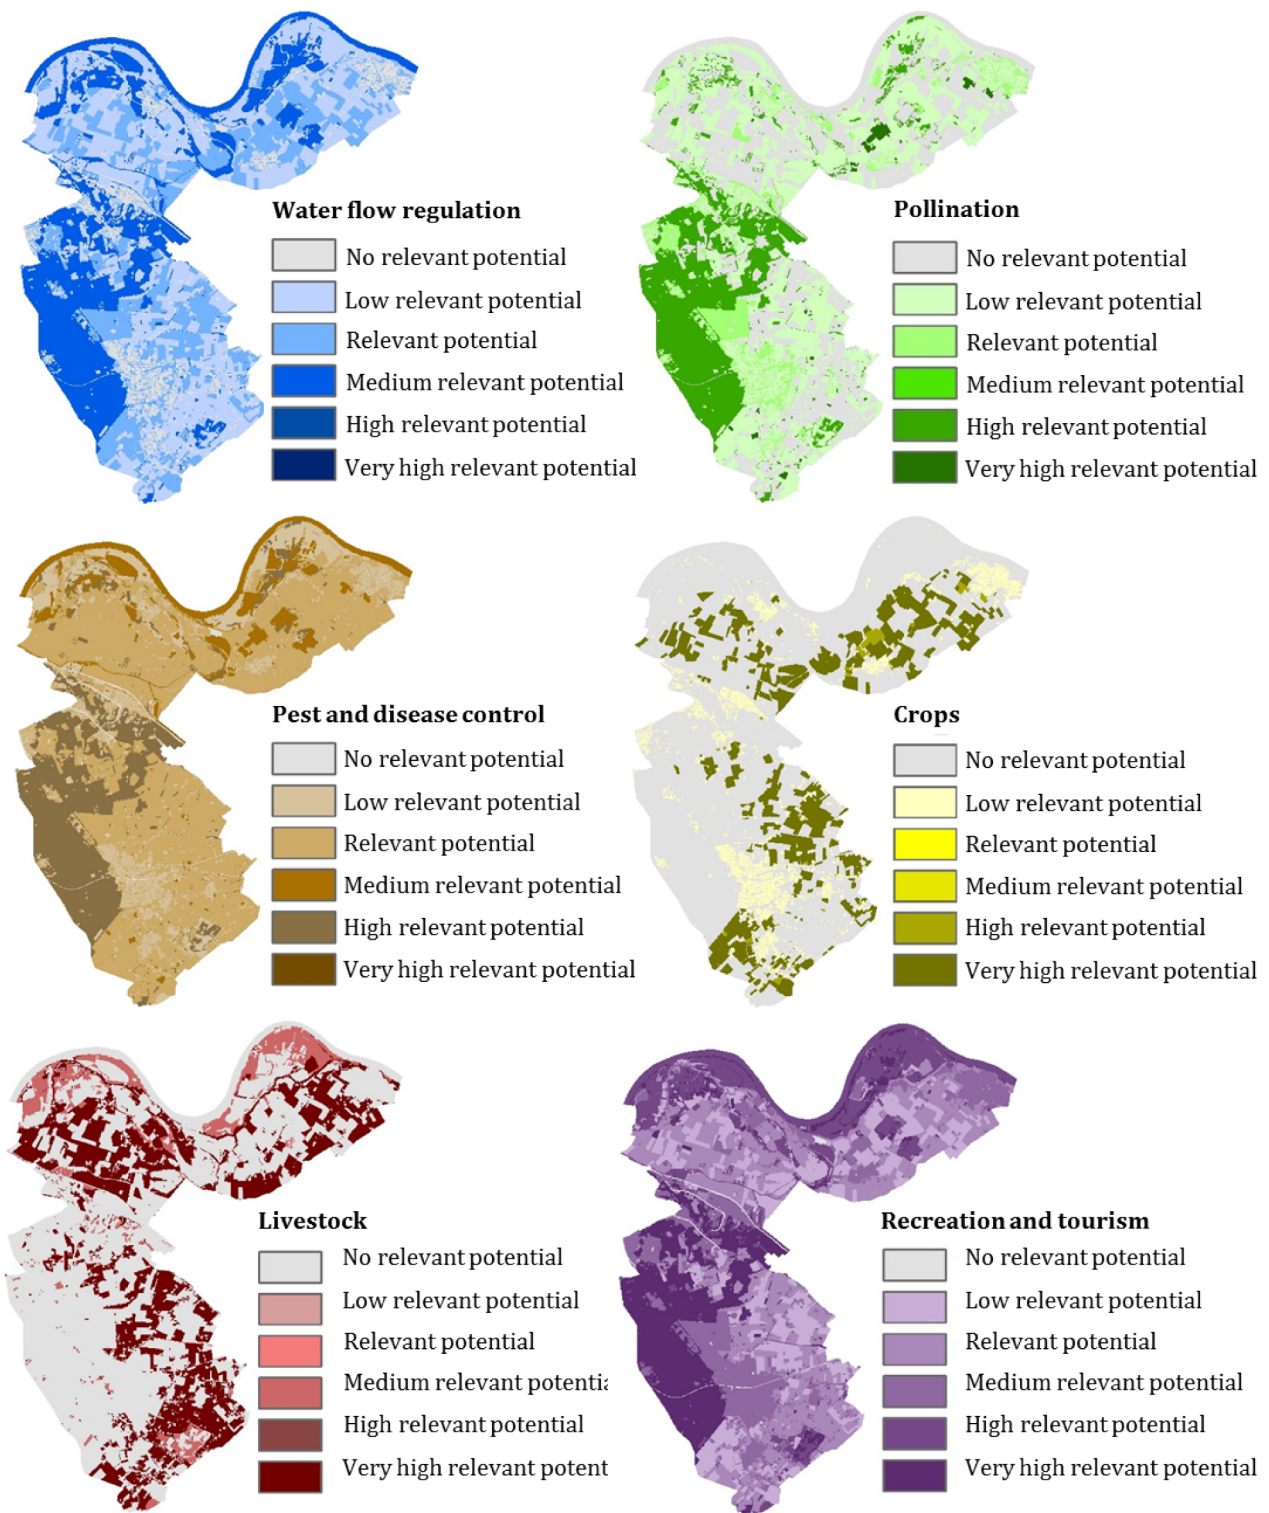 Water flow regulation
No relevant potential
Low relevant potential
Relevant potential
Medium relevant potential
High relevant potential
Very high relevant potential
Pollination
No relevant potential
Low relevant potential
Relevant potential
Medium relevant potential
High relevant potential
Very high relevant potential
Pest and disease control
No relevant potential
Low relevant potential
Relevant potential
Medium relevant potential
High relevant potential
Very high relevant potential
Crops
No relevant potential
Low relevant potential
Relevant potential
Medium relevant potential
High relevant potential
Very high relevant potential
Livestock
No relevant potential
Low relevant potential
Relevant potential
Medium relevant potentia
High relevant potential
Very high relevant potent
Recreation and tourism
No relevant potential
Low relevant potential
Relevant potential
Medium relevant potential
High relevant potential
Very high relevant potential